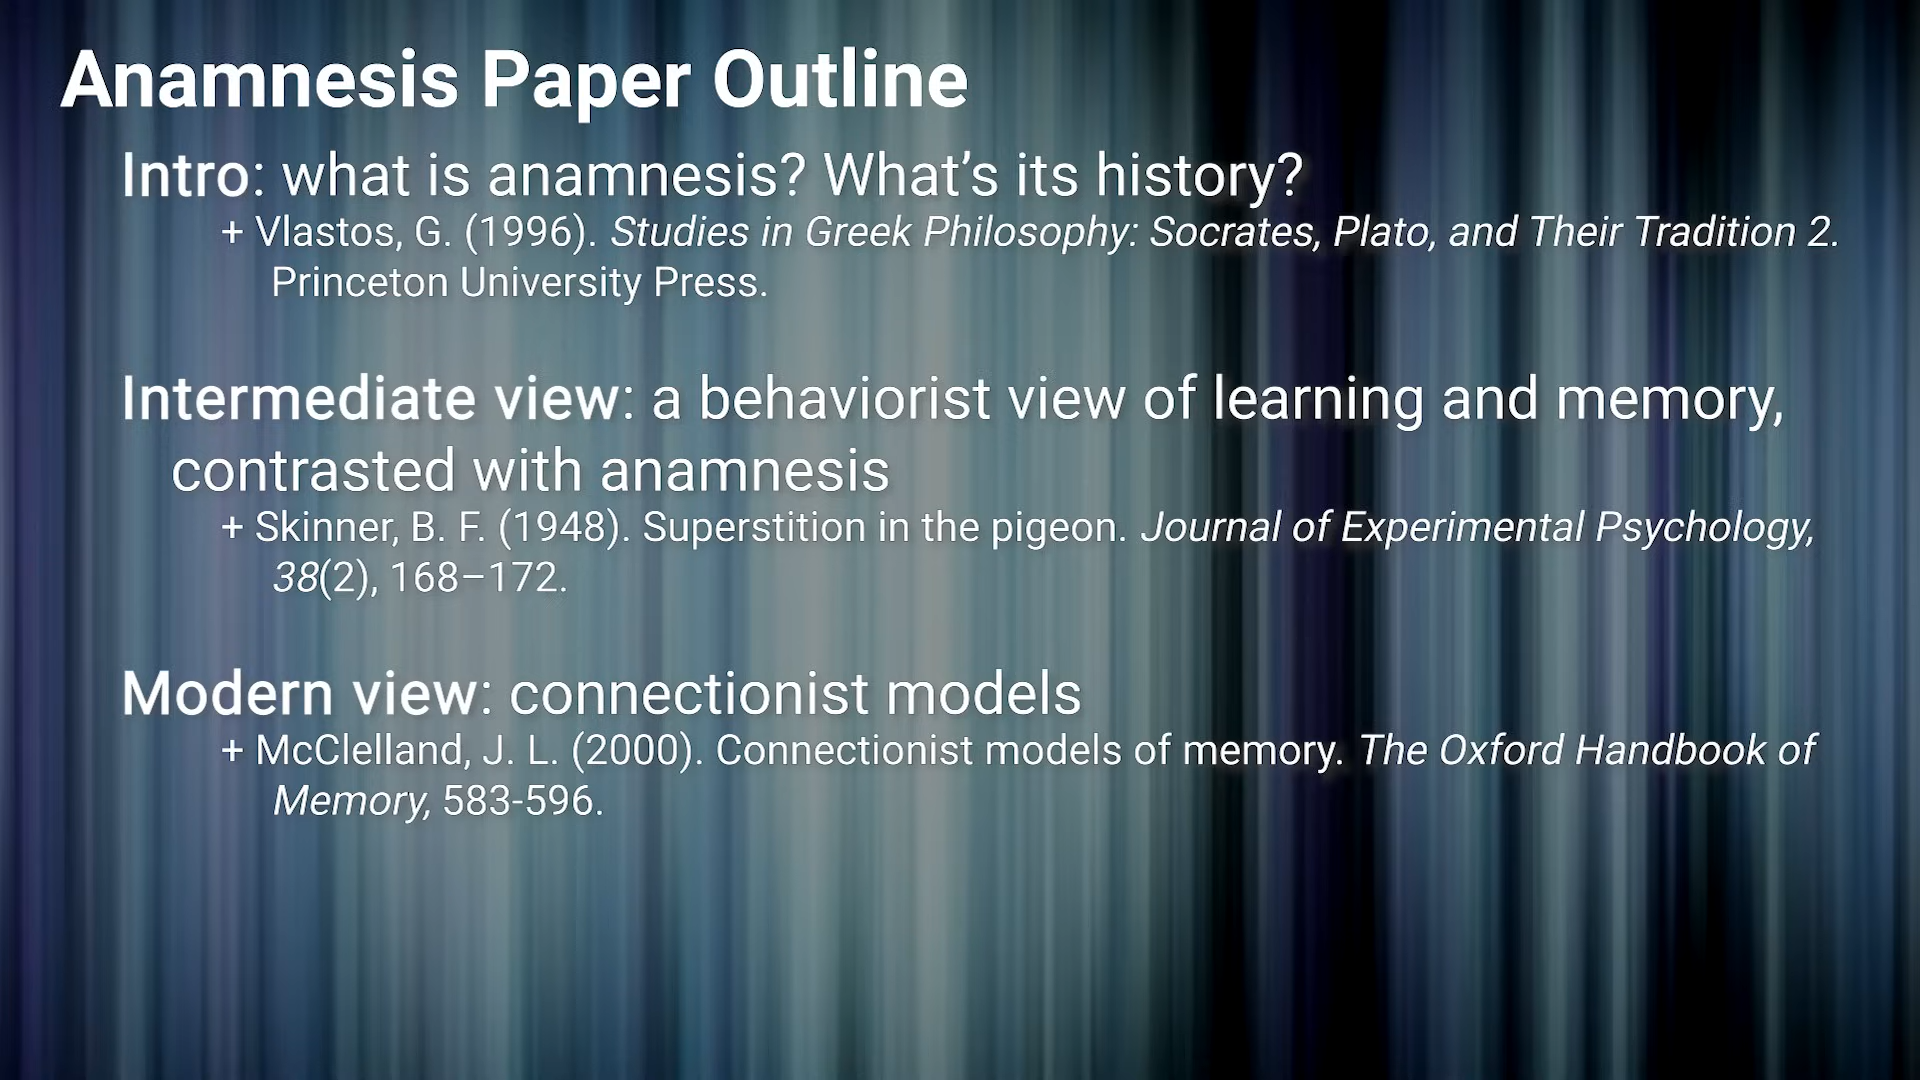 Anamnesis Paper Outline
Intro: what is anamnesis? What’s its history?
+ Vlastos, G. (1996). Studies in Greek Philosophy: Socrates, Plato, and Their Tradition 2.
Princeton University Press.
Intermediate view: a behaviorist view of learning and memory,
contrasted with anamnesis
+ Skinner, B. F. (1948). Superstition in the pigeon. Journal of Experimental Psychology,
38(2), 168–172.
Modern view: connectionist models
+ McClelland, J. L. (2000). Connectionist models of memory. The Oxford Handbook of
Memory, 583-596.